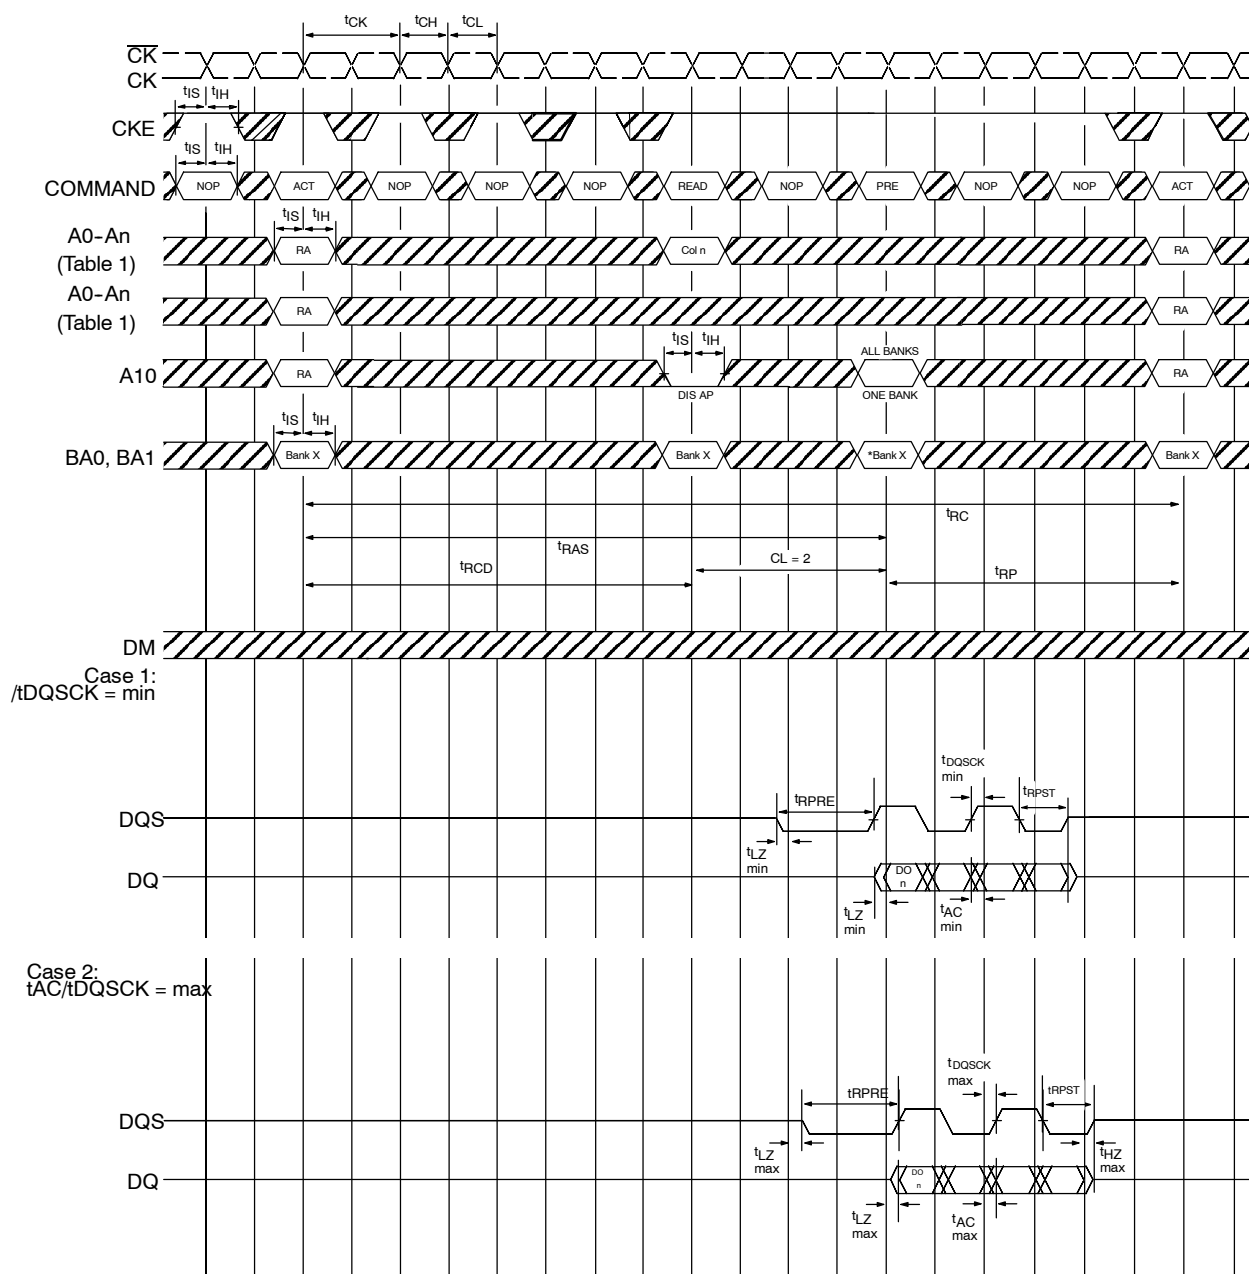 tCK tCH tCL
CK
CK
tIS tIH
CKE
tIS tIH
COMMAND NOP ACT NOP NOP NOP READ NOP PRE NOP NOP ACT
tIS tIH
A0-An
(Table 1)
RA Col n RA
A0-An
(Table 1)
RA RA
tIS tIH
ALL BANKS
A10 RA RA
DIS AP ONE BANK
tIS tIH
BA0, BA1 Bank X Bank X *Bank X Bank X
tRC
tRAS
CL = 2
tRCD
tRP
DM
Case 1:
/tDQSCK = min
tDQSCK
min
tRPRE tRPST
DQS
tLZ
min
DQ
DO
n
tLZ
min
tAC
min
Case 2:
tAC/tDQSCK = max
tDQSCK
max
tRPRE tRPST
DQS
tLZ
max
tHZ
max
DQ
DO
n
tLZ
max
tAC
max